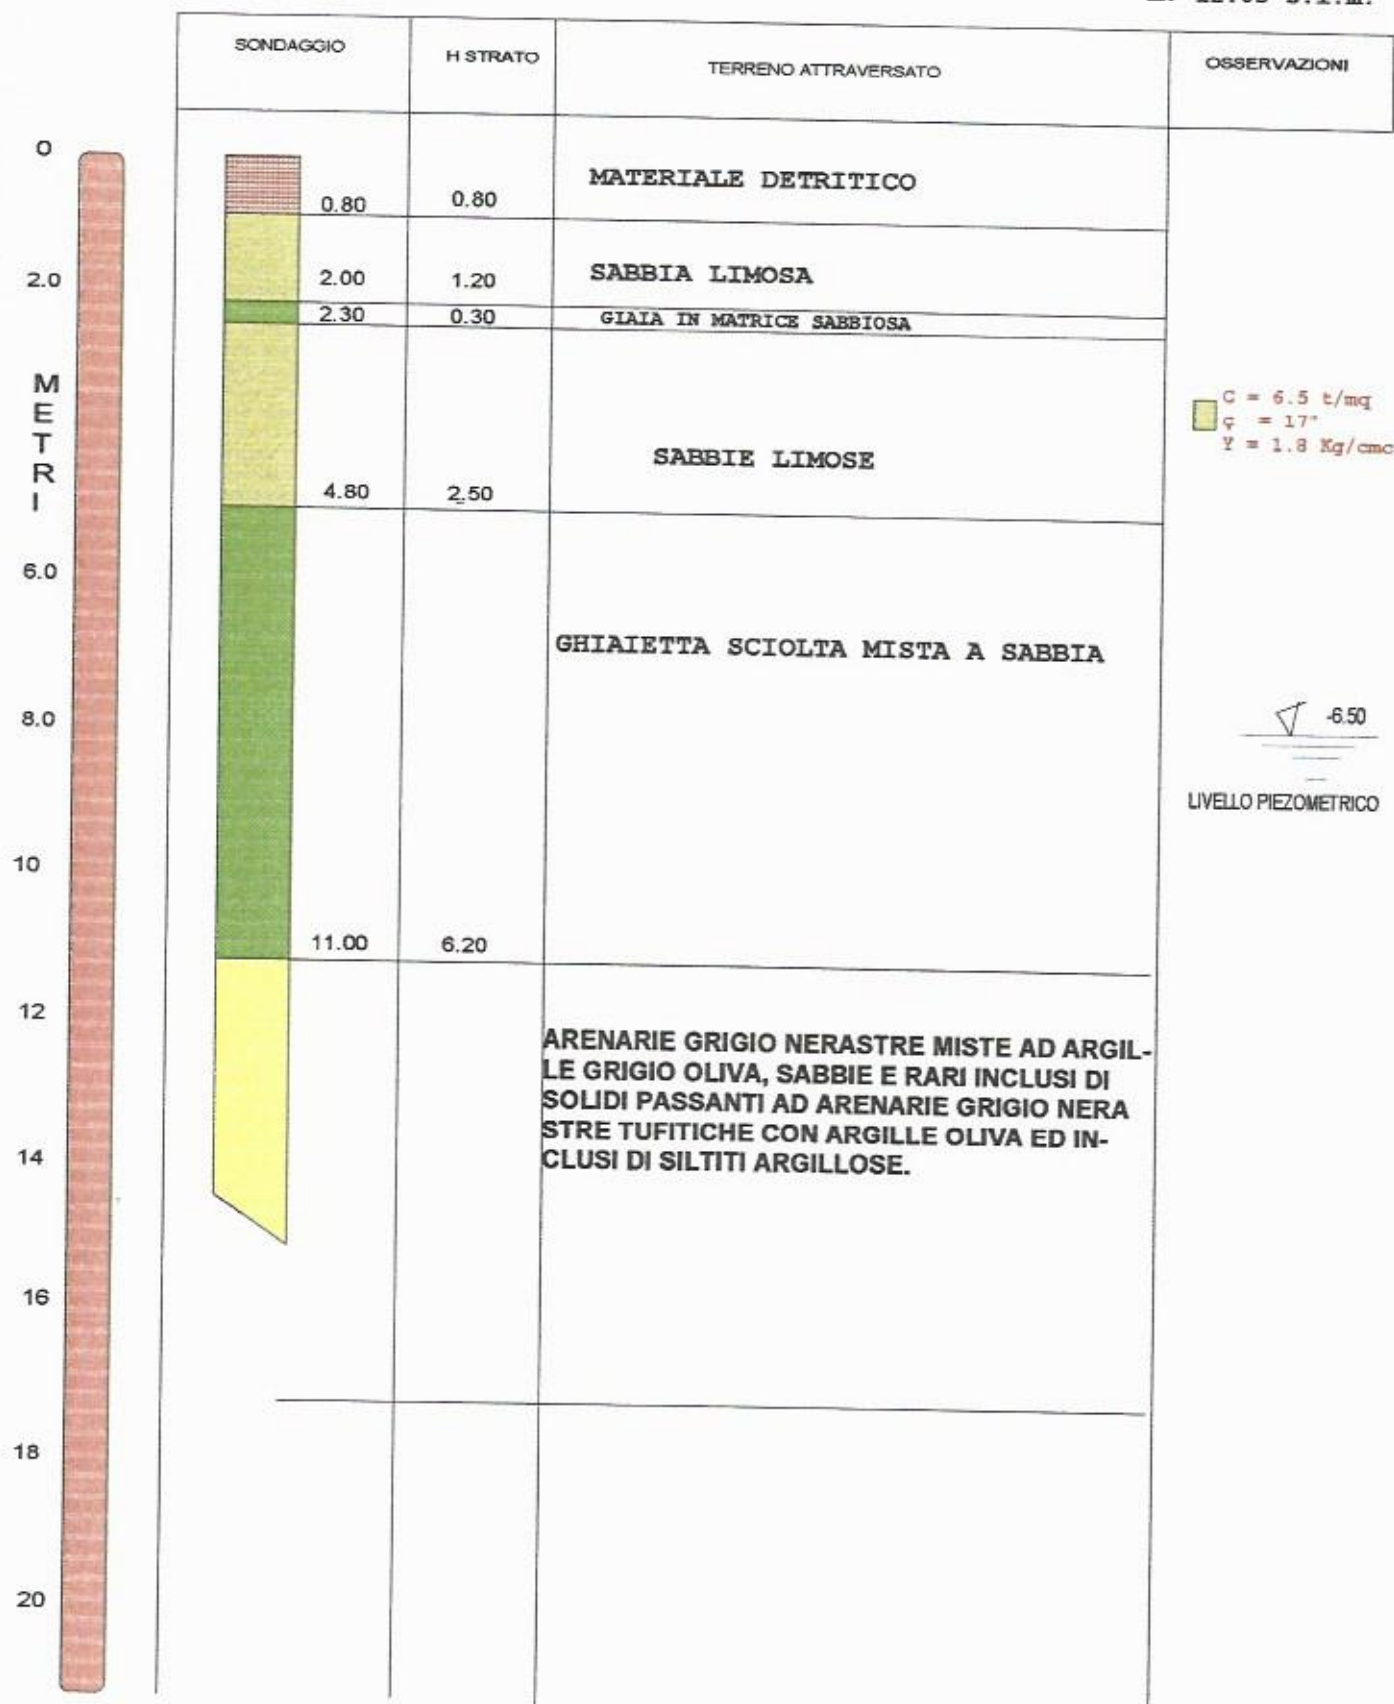 SONDAGGIO
H STRATO
TERRENO ATTRAVERSATO
OSSERVAZIONI
0
0.80
0.80
MATERIALE DETRITICO
2.0
2.00
1.20
SABBIA LIMOSA
2.30
0.30
GIAIA IN MATRICE SABBIOSA
METRI
C = 6.5 t/mq
ç = 17°
Y = 1.8 Kg/cmc
SABBIE LIMOSE
4.80
2.50
6.0
GHIAIETTA SCIOLTA MISTA A SABBIA
8.0
-6.50
LIVELLO PIEZOMETRICO
10
11.00
6.20
12
ARENARIE GRIGIO NERASTRE MISTE AD ARGIL-
LE GRIGIO OLIVA, SABBIE E RARI INCLUSI DI
SOLIDI PASSANTI AD ARENARIE GRIGIO NERA
STRE TUFITICHE CON ARGILLE OLIVA ED IN-
CLUSI DI SILTITI ARGILLOSE.
14
16
18
20